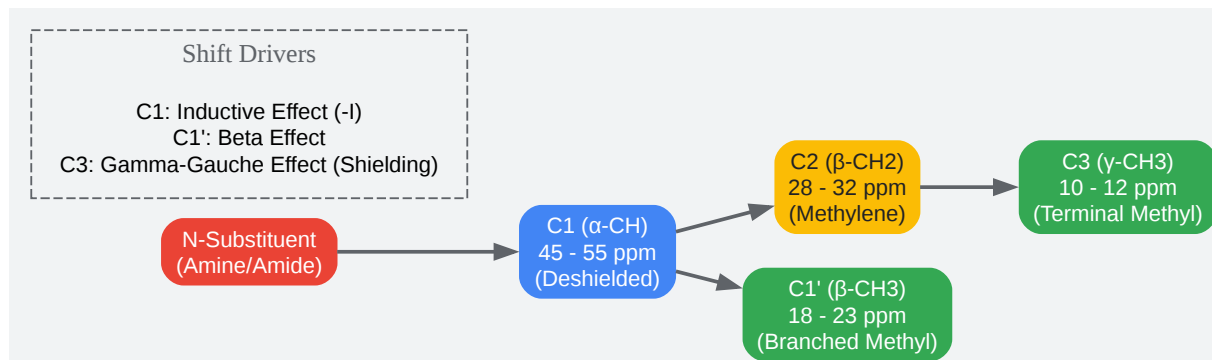 Shift Drivers
C1: Inductive Effect (-I)
C1': Beta Effect
C3: Gamma-Gauche Effect (Shielding)
N-Substituent
(Amine/Amide)
C1 (α-CH)
45 - 55 ppm
(Deshielded)
C2 (β-CH2)
28 - 32 ppm
(Methylene)
C1' (β-CH3)
18 - 23 ppm
(Branched Methyl)
C3 (γ-CH3)
10 - 12 ppm
(Terminal Methyl)